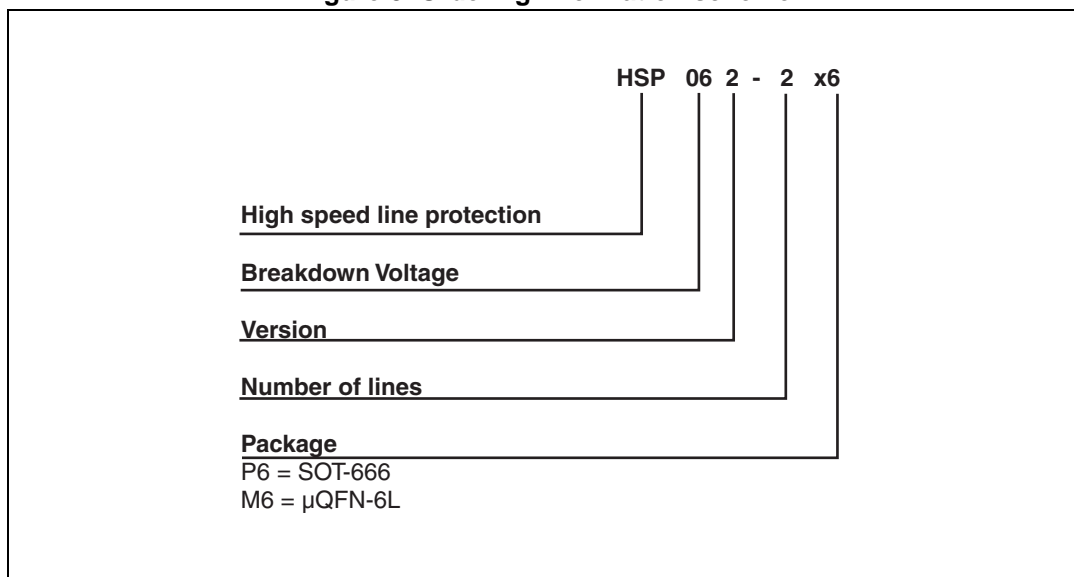 HSP 06 2 - 2 x6
High speed line protection
Breakdown Voltage
Version
Number of lines
Package
P6 = SOT-666
M6 = µQFN-6L